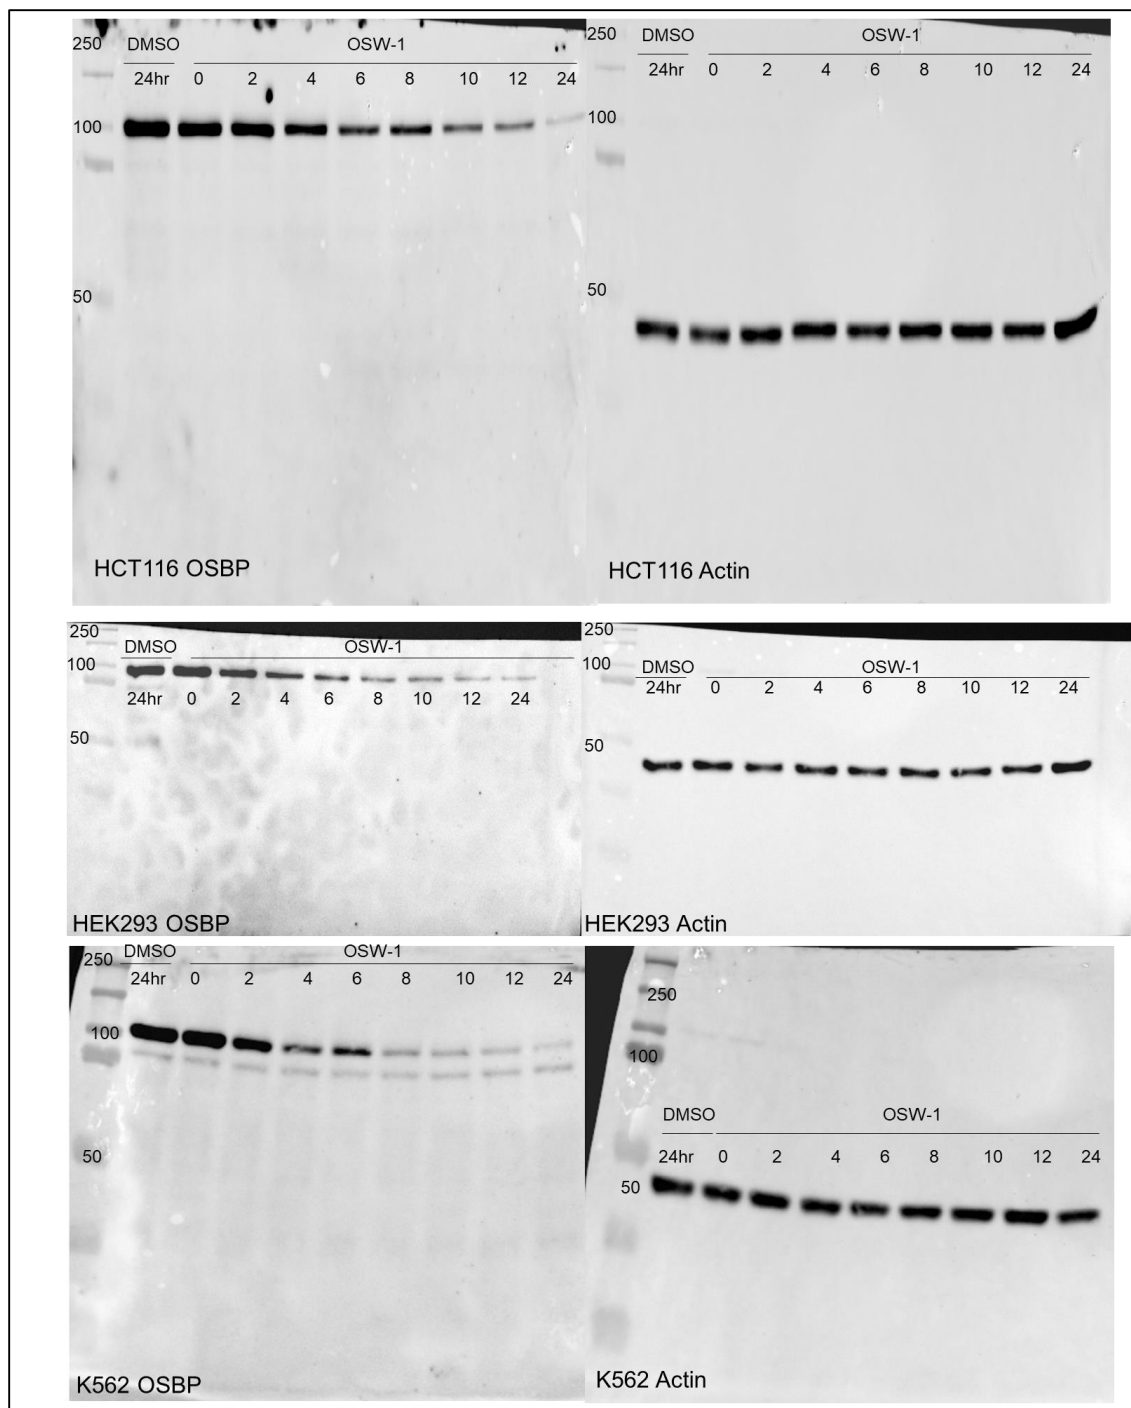 250
DMSO OSW-1
24hr 0 2 4 6 8 10 12 24
100
50
HCT116 OSBP
250
DMSO OSW-1
24hr 0 2 4 6 8 10 12 24
100
50
HCT116 Actin
250
DMSO OSW-1
100
24hr 0 2 4 6 8 10 12 24
50
HEK293 OSBP
250
100
DMSO OSW-1
24hr 0 2 4 6 8 10 12 24
50
HEK293 Actin
DMSO OSW-1
250
24hr 0 2 4 6 8 10 12 24
100
50
K562 OSBP
250
100
DMSO OSW-1
24hr 0 2 4 6 8 10 12 24
50
K562 Actin